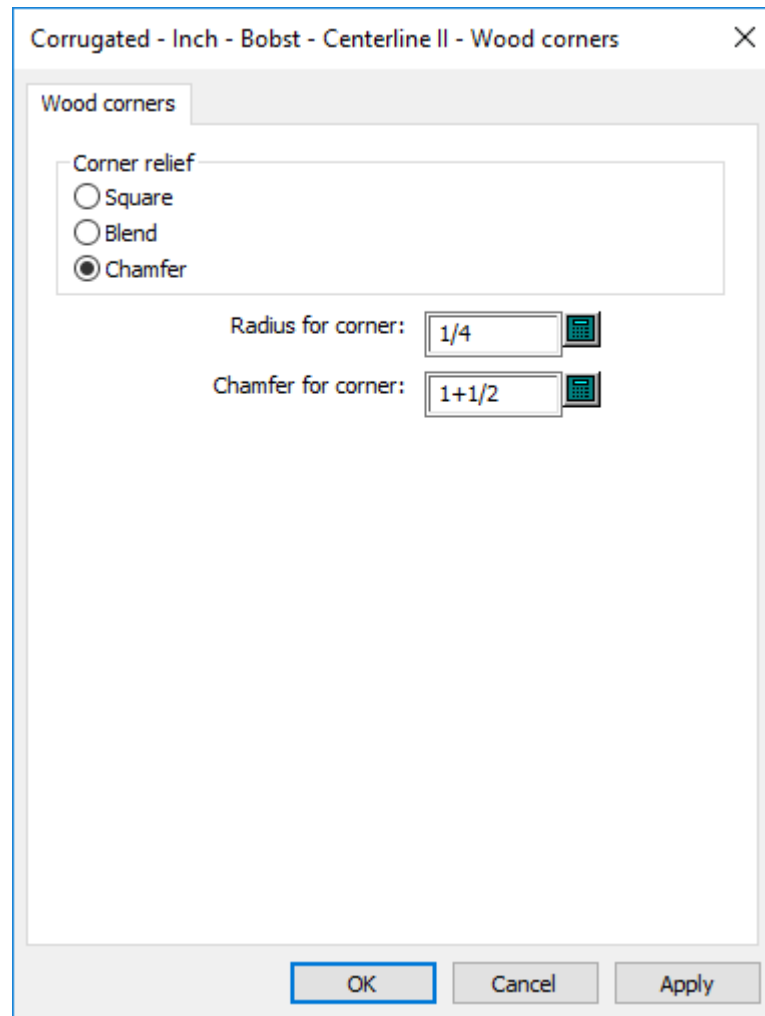 Corrugated - Inch - Bobst - Centerline II - Wood corners
Wood corners
Corner relief
Square
Blend
Chamfer
Radius for corner: 1/4
Chamfer for corner: 1+1/2
OK Cancel Apply